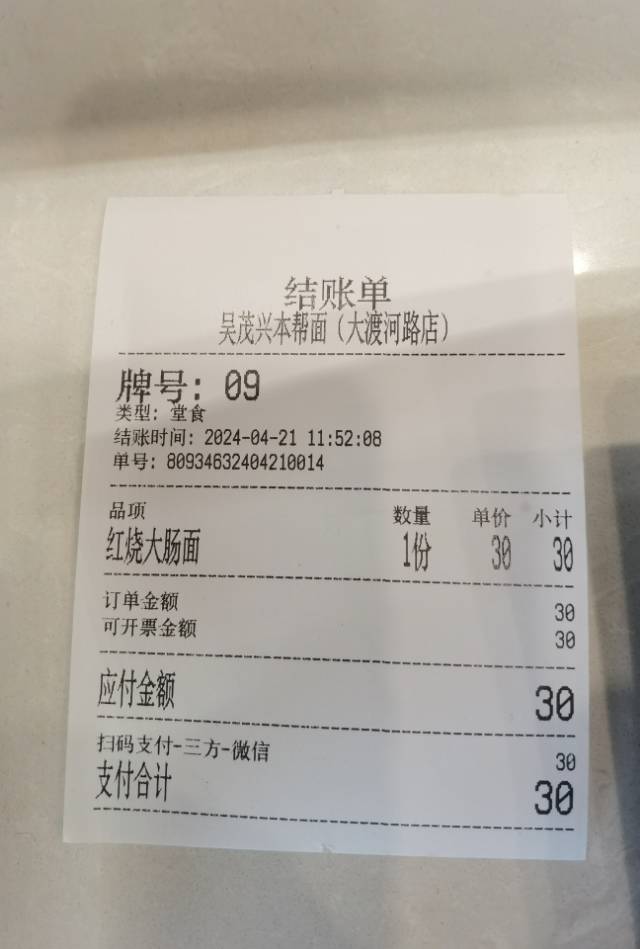 结账单
吴茂兴本帮面（大渡河路店）
牌号: 09
类型: 堂食
结账时间: 2024-04-21 11:52:08
单号: 80934632404210014
品项 数量 单价 小计
红烧大肠面 1份 30 30
订单金额 30
可开票金额 30
应付金额 30
扫码支付-三方-微信 30
支付合计 30